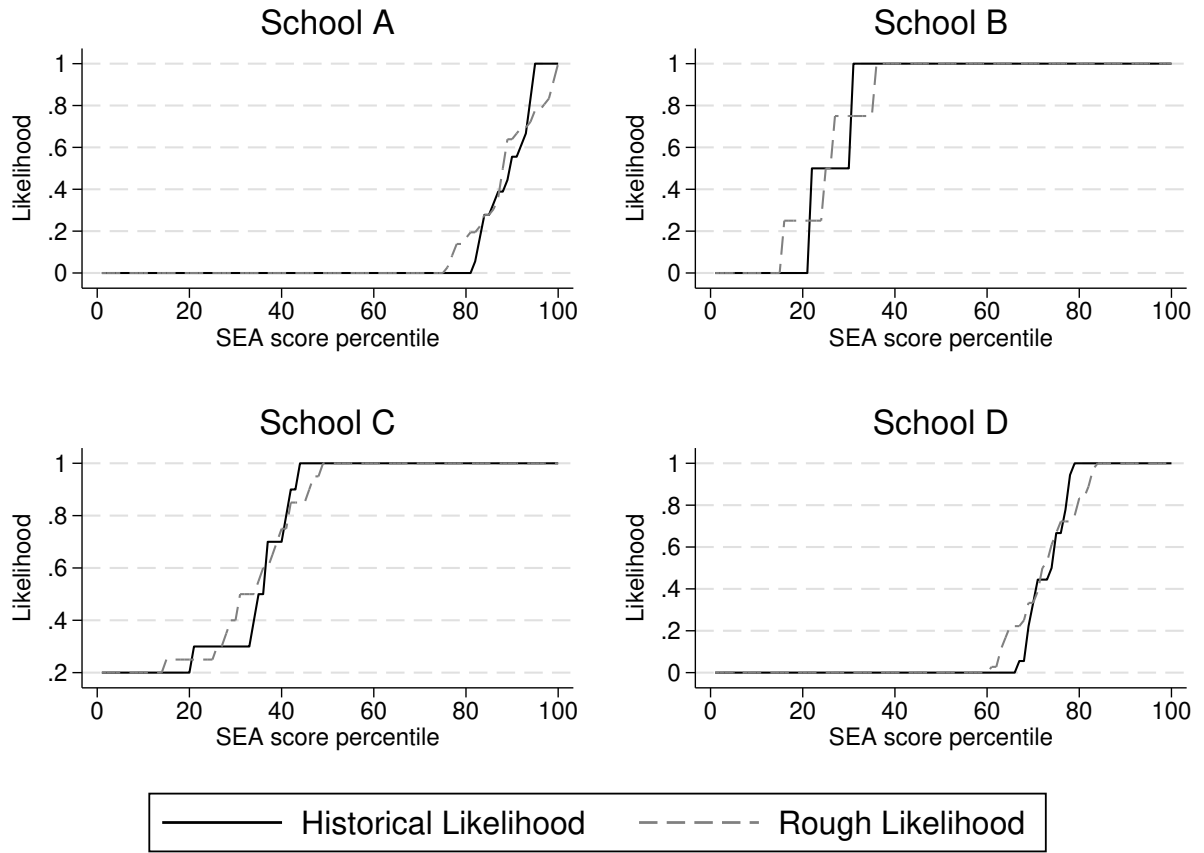 School A
School B
Likelihood
1
.8
.6
.4
.2
0
0 20 40 60 80 100
SEA score percentile
Likelihood
1
.8
.6
.4
.2
0
0 20 40 60 80 100
SEA score percentile
School C
School D
Likelihood
1
.8
.6
.4
.2
0 20 40 60 80 100
SEA score percentile
Likelihood
1
.8
.6
.4
.2
0
0 20 40 60 80 100
SEA score percentile
Historical Likelihood
Rough Likelihood